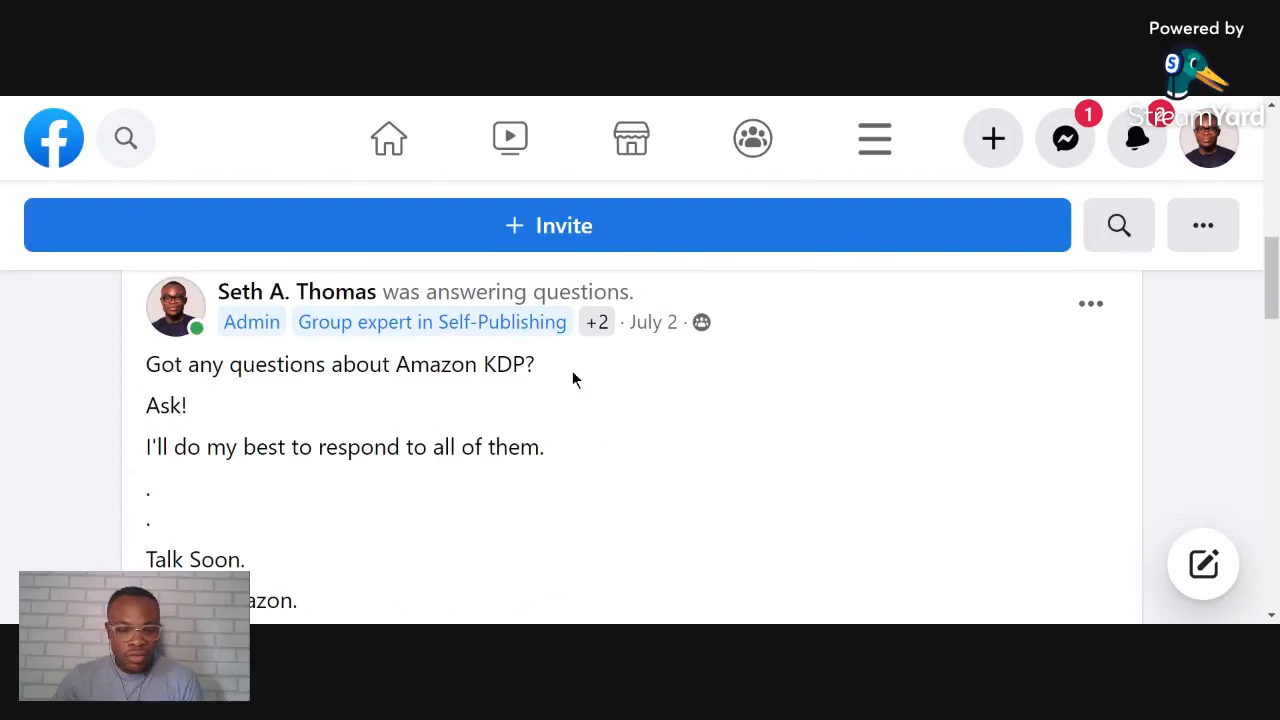 Powered by
StreamYard
1
2
+ Invite
Seth A. Thomas was answering questions.
Admin Group expert in Self-Publishing +2 · July 2 ·
Got any questions about Amazon KDP?
Ask!
I'll do my best to respond to all of them.
.
.
Talk Soon.
azon.